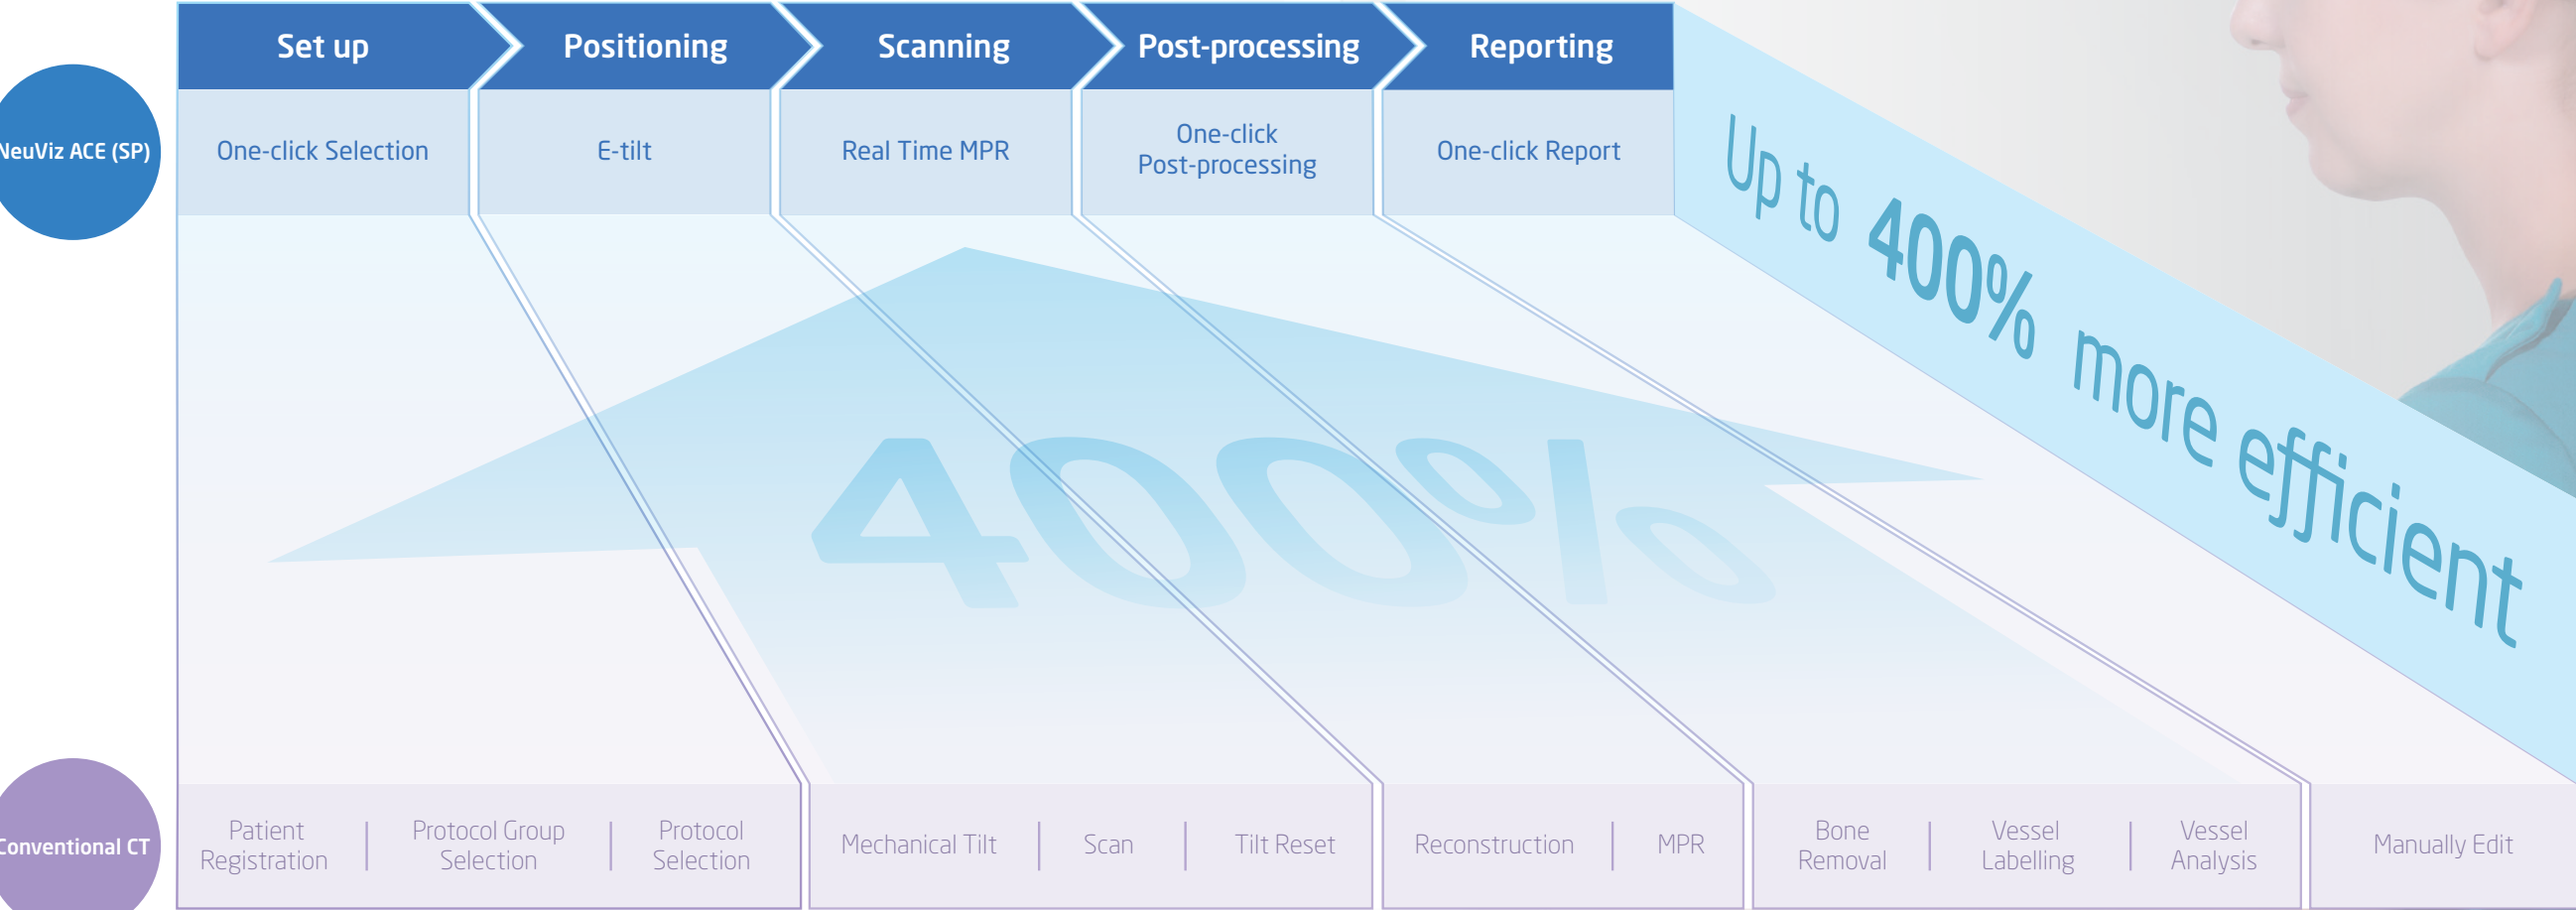 Set up
Positioning
Scanning
Post-processing
Reporting
NeuViz ACE (SP)
One-click Selection
E-tilt
Real Time MPR
One-click
Post-processing
One-click Report
Up to 400% more efficient
400%
Conventional CT
Patient
Registration
Protocol Group
Selection
Protocol
Selection
Mechanical Tilt
Scan
Tilt Reset
Reconstruction
MPR
Bone
Removal
Vessel
Labelling
Vessel
Analysis
Manually Edit